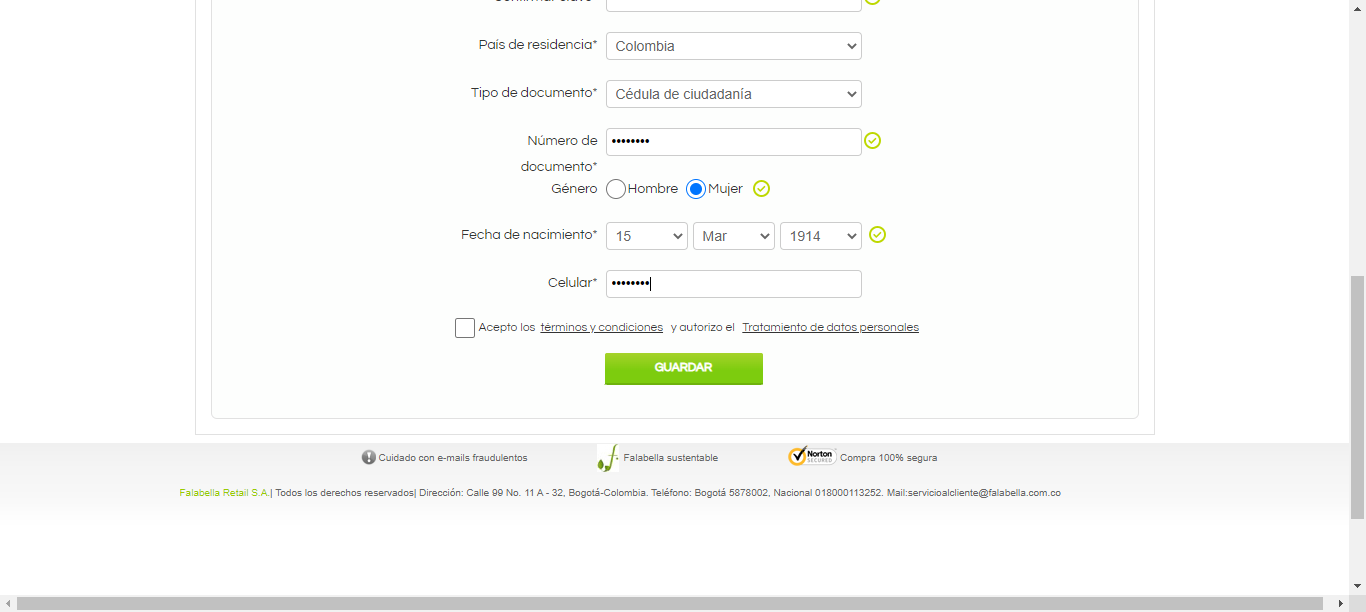 País de residencia*
Colombia
Tipo de documento*
Cédula de ciudadanía
Número de documento*
••••••••
Género
Hombre Mujer
Fecha de nacimiento*
15 Mar 1914
Celular*
••••••••
Acepto los términos y condiciones y autorizo el Tratamiento de datos personales
GUARDAR
Cuidado con e-mails fraudulentos
Falabella sustentable
Norton
SECURED
Compra 100% segura
Falabella Retail S.A.| Todos los derechos reservados| Dirección: Calle 99 No. 11 A - 32, Bogotá-Colombia. Teléfono: Bogotá 5878002, Nacional 018000113252. Mail:servicioalcliente@falabella.com.co